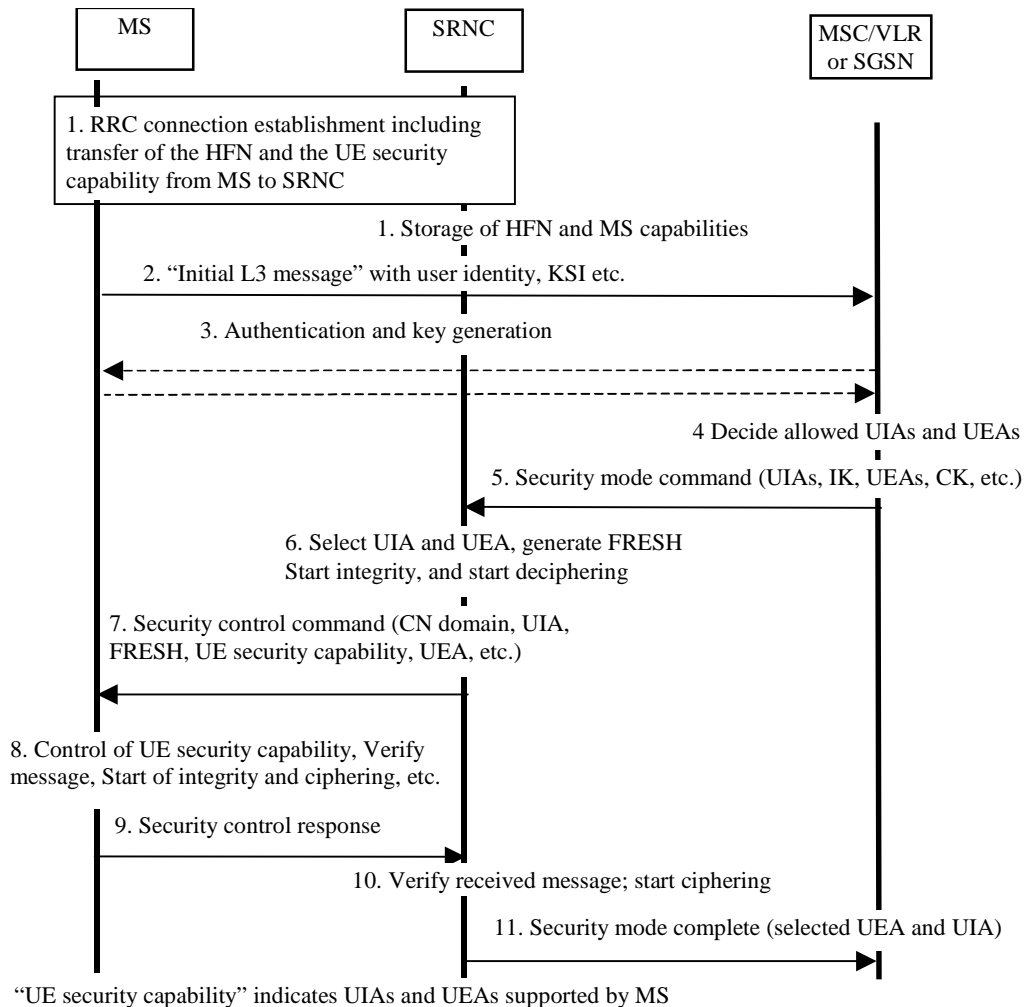 MS
SRNC
MSC/VLR
or SGSN
1. RRC connection establishment including
transfer of the HFN and the UE security
capability from MS to SRNC
1. Storage of HFN and MS capabilities
2. “Initial L3 message” with user identity, KSI etc.
3. Authentication and key generation
4 Decide allowed UIAs and UEAs
5. Security mode command (UIAs, IK, UEAs, CK, etc.)
6. Select UIA and UEA, generate FRESH
Start integrity, and start deciphering
7. Security control command (CN domain, UIA,
FRESH, UE security capability, UEA, etc.)
8. Control of UE security capability, Verify
message, Start of integrity and ciphering, etc.
9. Security control response
10. Verify received message; start ciphering
11. Security mode complete (selected UEA and UIA)
“UE security capability” indicates UIAs and UEAs supported by MS